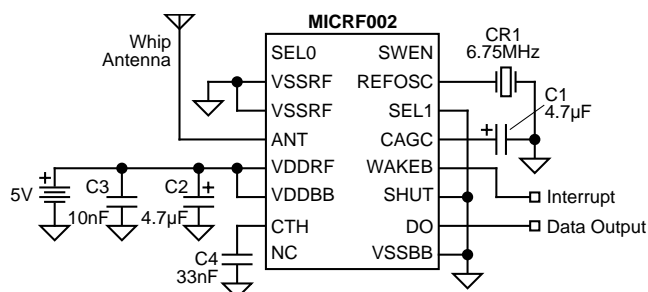 MICRF002
Whip
Antenna
SEL0
VSSRF
VSSRF
ANT
VDDRF
VDDBB
CTH
NC
SWEN
REFOSC
SEL1
CAGC
WAKEB
SHUT
DO
VSSBB
CR1
6.75MHz
C1
4.7µF
+
+
5V
C3
10nF
C2
+
4.7µF
C4
33nF
Interrupt
Data Output